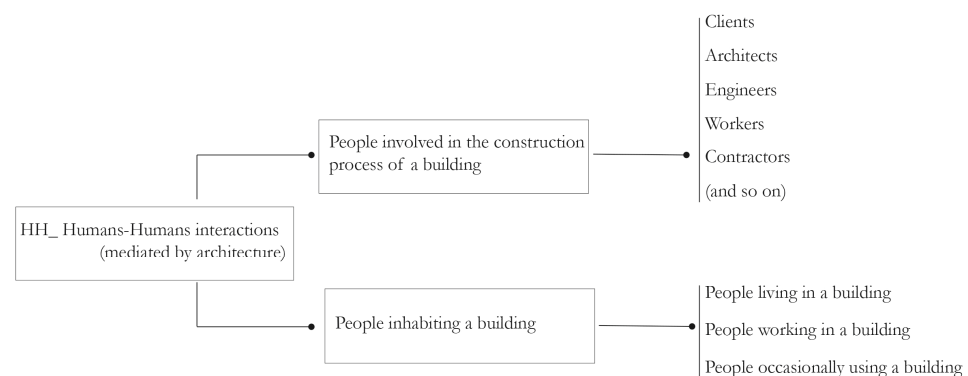 Clients
Architects
Engineers
Workers
Contractors
(and so on)
People involved in the construction
process of a building
HH_ Humans-Humans interactions
(mediated by architecture)
People inhabiting a building
People living in a building
People working in a building
People occasionally using a building